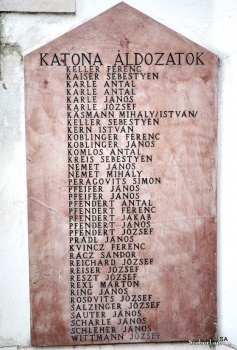 KATONA ÁLDOZATOK
KELLER FERENC
KAISER SEBESTYÉN
KARLE ANTAL
KARLE ANTAL
KARLE JÁNOS
KARLE JÓZSEF
KÁSMANN MIHÁLY/ISTVÁN/
KELLER SEBESTYÉN
KERN ISTVÁN
KOBLINGER FERENC
KOBLINGER JÁNOS
KOMLOS ANTAL
KREIS SEBESTYÉN
NÉMET JÁNOS
NÉMET MIHÁLY
PERAGOVITS SIMON
PFEIFER JÁNOS
PFEIFER JÁNOS
PFENDERT ANTAL
PFENDERT FERENC
PFENDERT JAKAB
PFENDERT JÁNOS
PFENDERT JÓZSEF
PRÁDL JÁNOS
KVINCZ FERENC
RÁCZ SÁNDOR
REICHARD JÓZSEF
REISER JÓZSEF
RESZT JÓZSEF
REXL MÁRTON
RING JÁNOS
ROSOVITS JÓZSEF
SALZINGER JÓZSEF
SAUTER JÁNOS
SCHARLE JÁNOS
SCHLEHER JÁNOS
WITTMANN JÓZSEF
SA